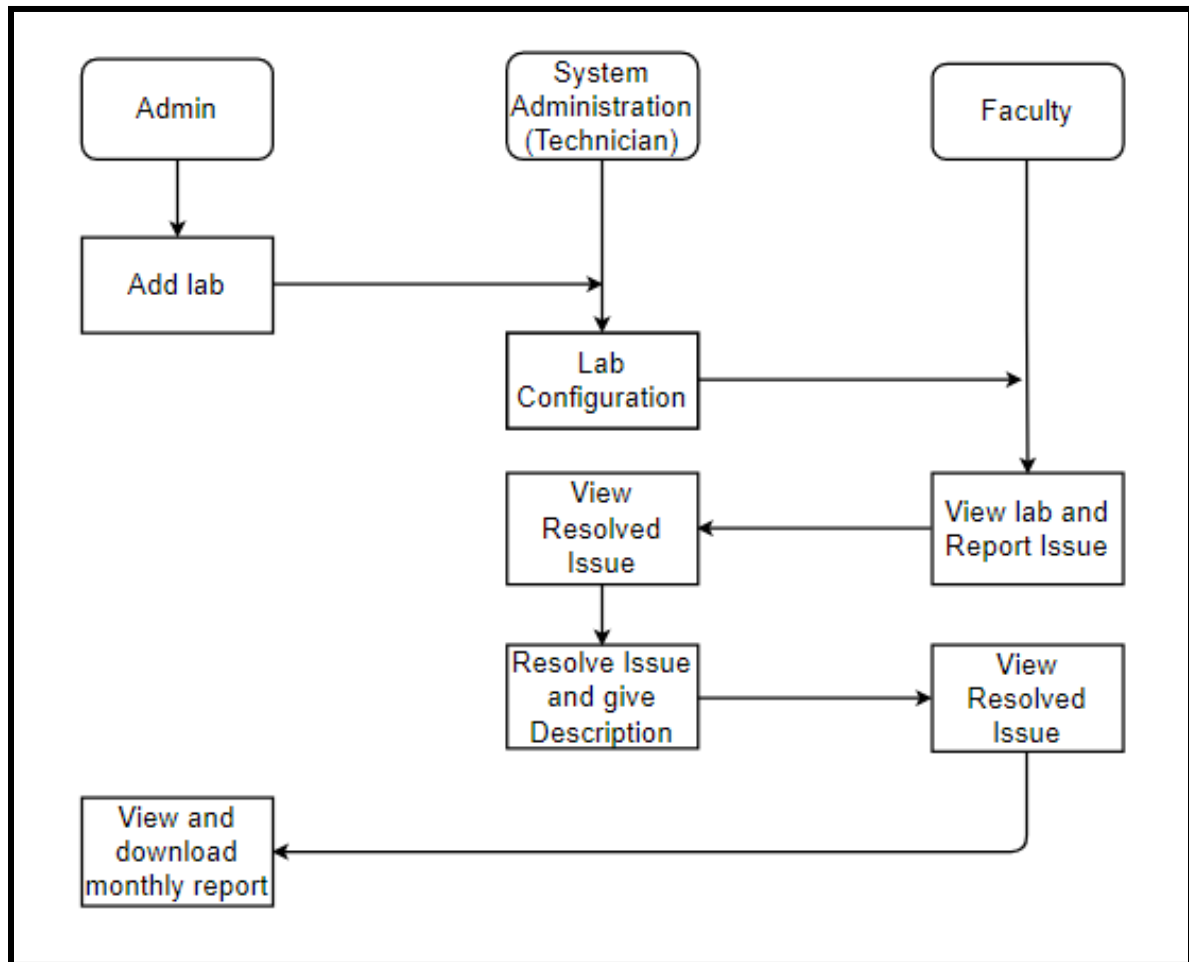 Admin
System
Administration
(Technician)
Faculty
Add lab
Lab
Configuration
View
Resolved
Issue
View lab and
Report Issue
Resolve Issue
and give
Description
View
Resolved
Issue
View and
download
monthly report